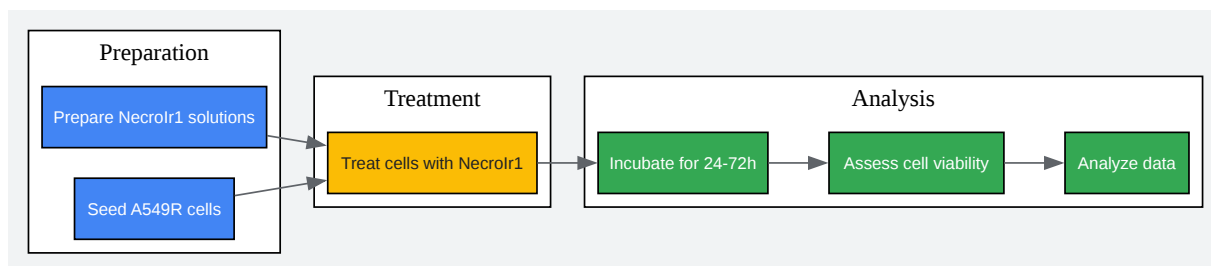 Preparation
Prepare NecroIr1 solutions
Seed A549R cells
Treatment
Treat cells with NecroIr1
Analysis
Incubate for 24-72h
Assess cell viability
Analyze data